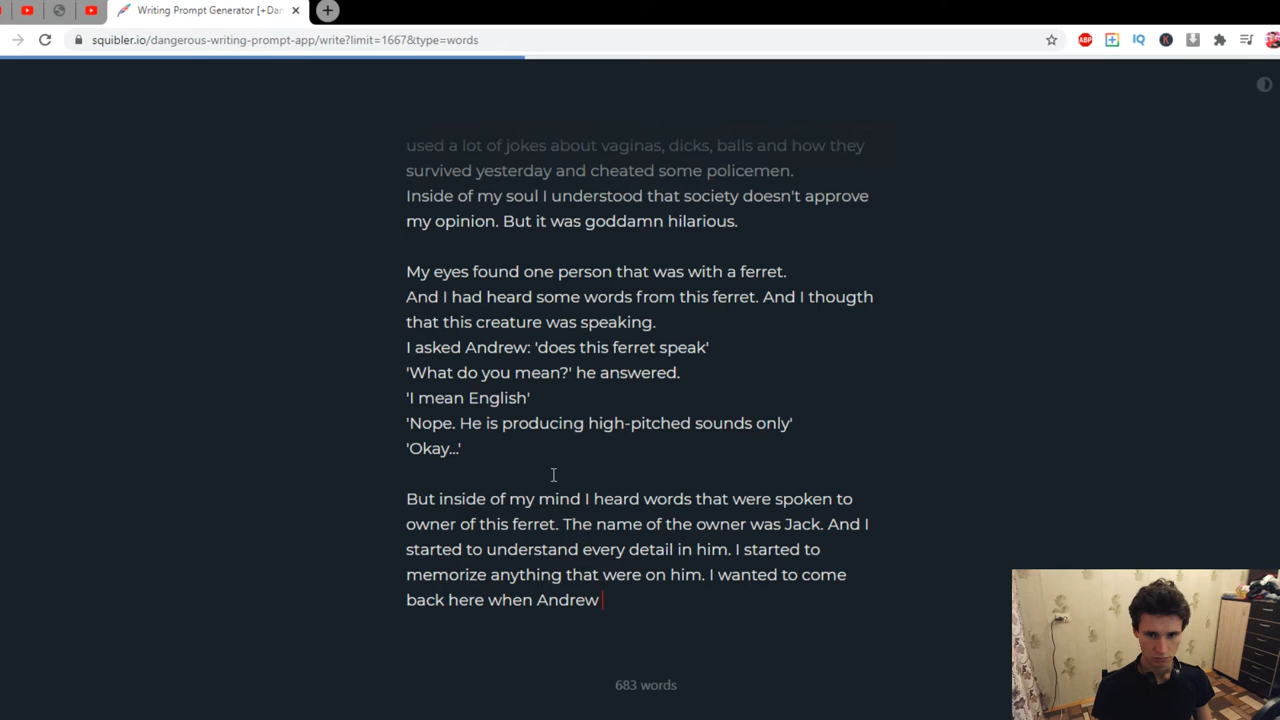 Writing Prompt Generator [+Dan
squibler.io/dangerous-writing-prompt-app/write?limit=1667&type=words
ABP
IQ
K
used a lot of jokes about vaginas, dicks, balls and how they
survived yesterday and cheated some policemen.
Inside of my soul I understood that society doesn't approve
my opinion. But it was goddamn hilarious.
My eyes found one person that was with a ferret.
And I had heard some words from this ferret. And I thougth
that this creature was speaking.
I asked Andrew: 'does this ferret speak'
'What do you mean?' he answered.
'I mean English'
'Nope. He is producing high-pitched sounds only'
'Okay...'
But inside of my mind I heard words that were spoken to
owner of this ferret. The name of the owner was Jack. And I
started to understand every detail in him. I started to
memorize anything that were on him. I wanted to come
back here when Andrew
683 words